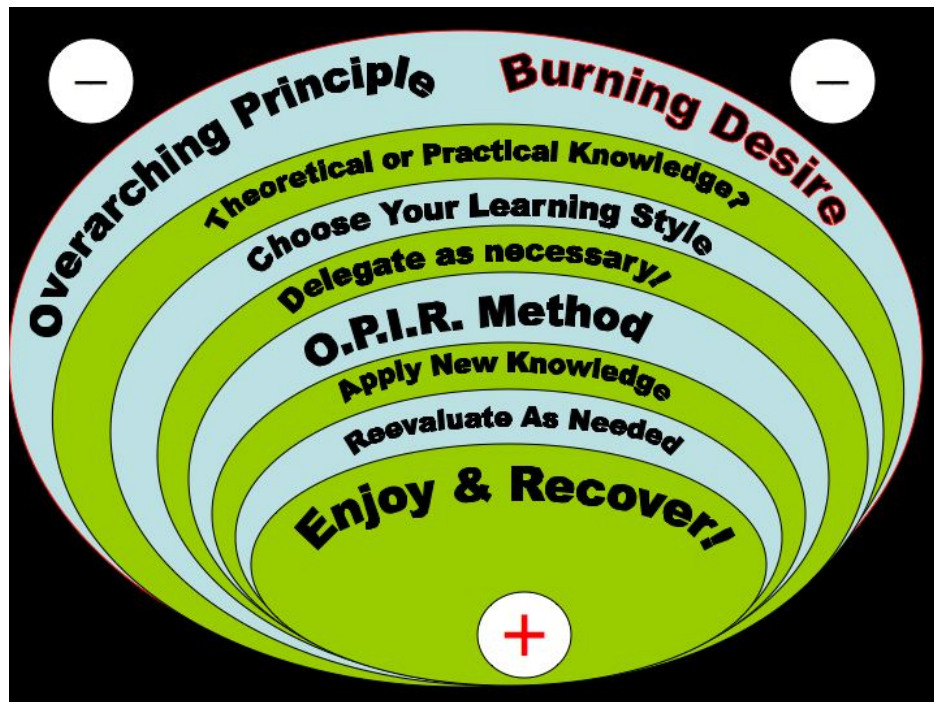 −
−
Overarching Principle
Burning Desire
Theoretical or Practical Knowledge?
Choose Your Learning Style
Delegate as necessary!
O.P.I.R. Method
Apply New Knowledge
Reevaluate As Needed
Enjoy & Recover!
+